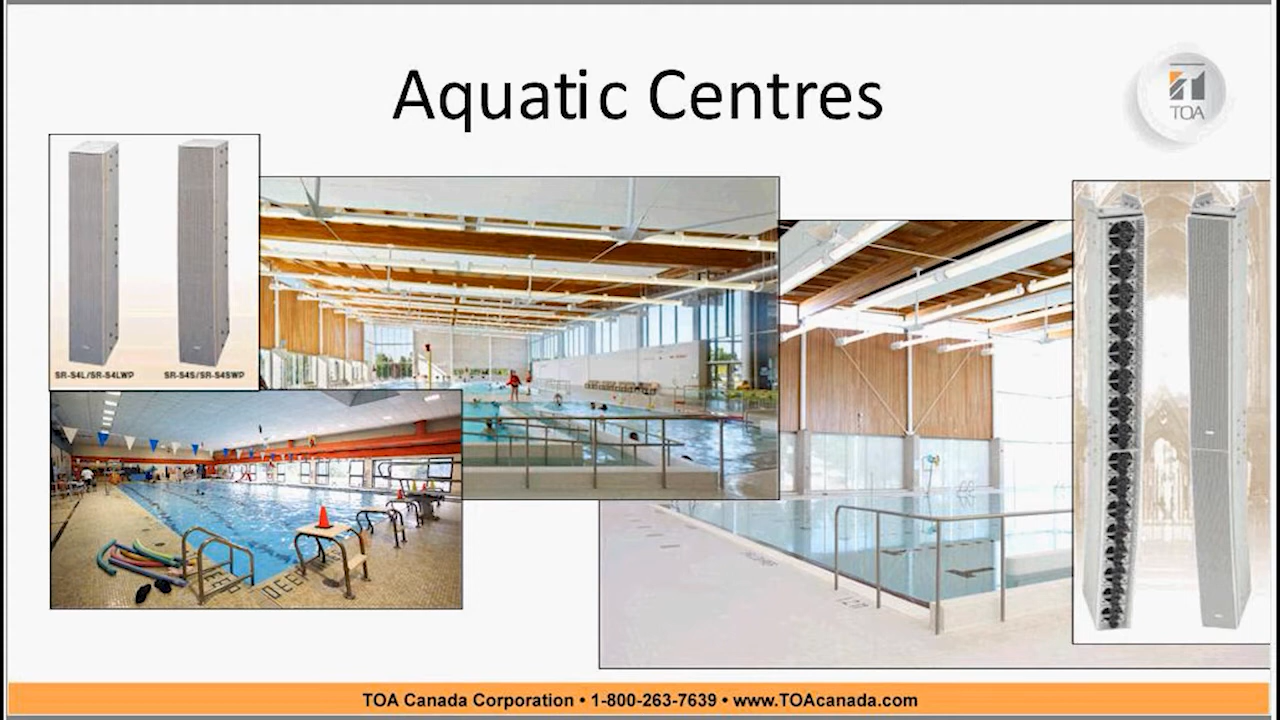 Aquatic Centres
TOA
SR-S4L/SR-S4LWP
SR-S4S/SR-S4SWP
DEEP
TOA Canada Corporation • 1-800-263-7639 • www.TOAcanada.com